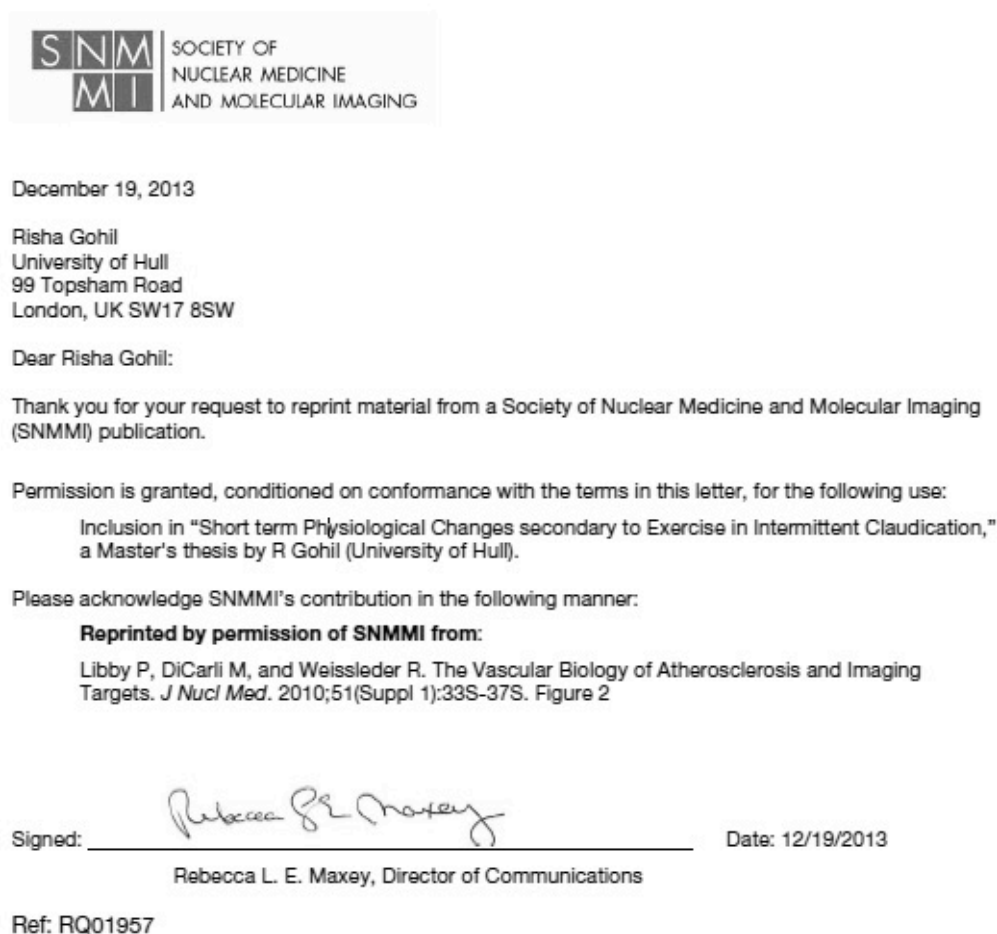 SNM
MI
SOCIETY OF
NUCLEAR MEDICINE
AND MOLECULAR IMAGING
December 19, 2013
Risha Gohil
University of Hull
99 Topsham Road
London, UK SW17 8SW
Dear Risha Gohil:
Thank you for your request to reprint material from a Society of Nuclear Medicine and Molecular Imaging
(SNMMI) publication.
Permission is granted, conditioned on conformance with the terms in this letter, for the following use:
Inclusion in “Short term Physiological Changes secondary to Exercise in Intermittent Claudication,”
a Master's thesis by R Gohil (University of Hull).
Please acknowledge SNMMI’s contribution in the following manner:
Reprinted by permission of SNMMI from:
Libby P, DiCarli M, and Weissleder R. The Vascular Biology of Atherosclerosis and Imaging
Targets. J Nucl Med. 2010;51(Suppl 1):33S-37S. Figure 2
Rebecca LE Maxey
Signed: Date: 12/19/2013
Rebecca L. E. Maxey, Director of Communications
Ref: RQ01957